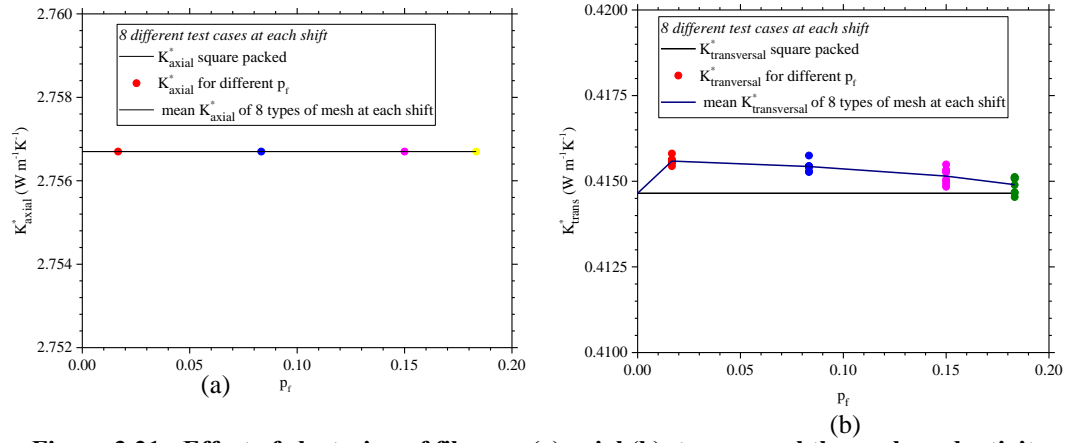 2.760
2.758
2.756
2.754
2.752
K*axial (W m-1K-1)
8 different test cases at each shift
K*axial square packed
K*axial for different pf
mean K*axial of 8 types of mesh at each shift
0.00 0.05 0.10 0.15 0.20
pf
(a)
0.4200
0.4175
0.4150
0.4125
0.4100
K*trans (W m-1K-1)
8 different test cases at each shift
K*transversal square packed
K*tranversal for different pf
mean K*transversal of 8 types of mesh at each shift
0.00 0.05 0.10 0.15 0.20
pf
(b)